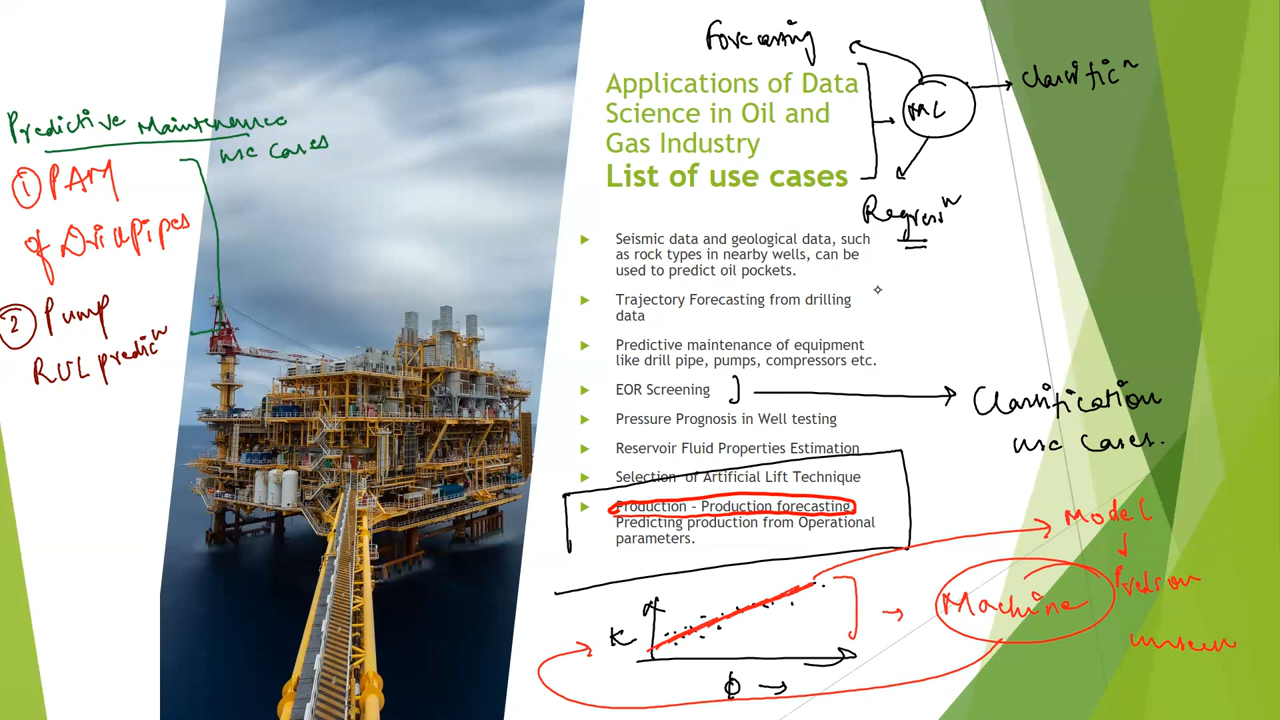 Forecasting
ML
Classificⁿ
Regressⁿ
Applications of Data
Science in Oil and
Gas Industry
List of use cases
Predictive Maintenance
use cases
① PAM
of Drillpipes
② Pump
RUL predicⁿ
Seismic data and geological data, such
as rock types in nearby wells, can be
used to predict oil pockets.
Trajectory Forecasting from drilling
data
Predictive maintenance of equipment
like drill pipe, pumps, compressors etc.
EOR Screening
Classification
use cases.
Pressure Prognosis in Well testing
Reservoir Fluid Properties Estimation
Selection of Artificial Lift Technique
Production - Production forecasting.
Predicting production from Operational
parameters.
Model
Machine
unseen
K
Φ